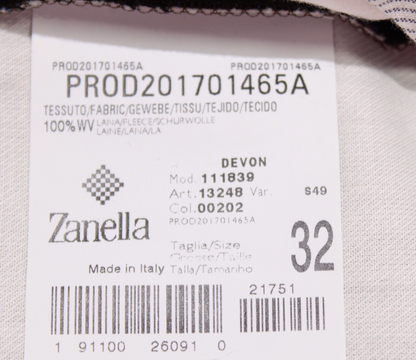 PROD201701465A PROD201701465A
PROD201701465A
TESSUTO/FABRIC/GEWEBE/TISSU/TEJIDO/TECIDO
100%WV LANA/FLEECE/SCHURWOLLE
LAINE/LANA/LA
DEVON
Mod. 111839
Art. 13248 Var. S49
Col. 00202
PROD201701465A
Zanella
Taglia/Size
Grosse/Taille
Talla/Tamanho
32
Made in Italy
21751
1 91100 26091 0